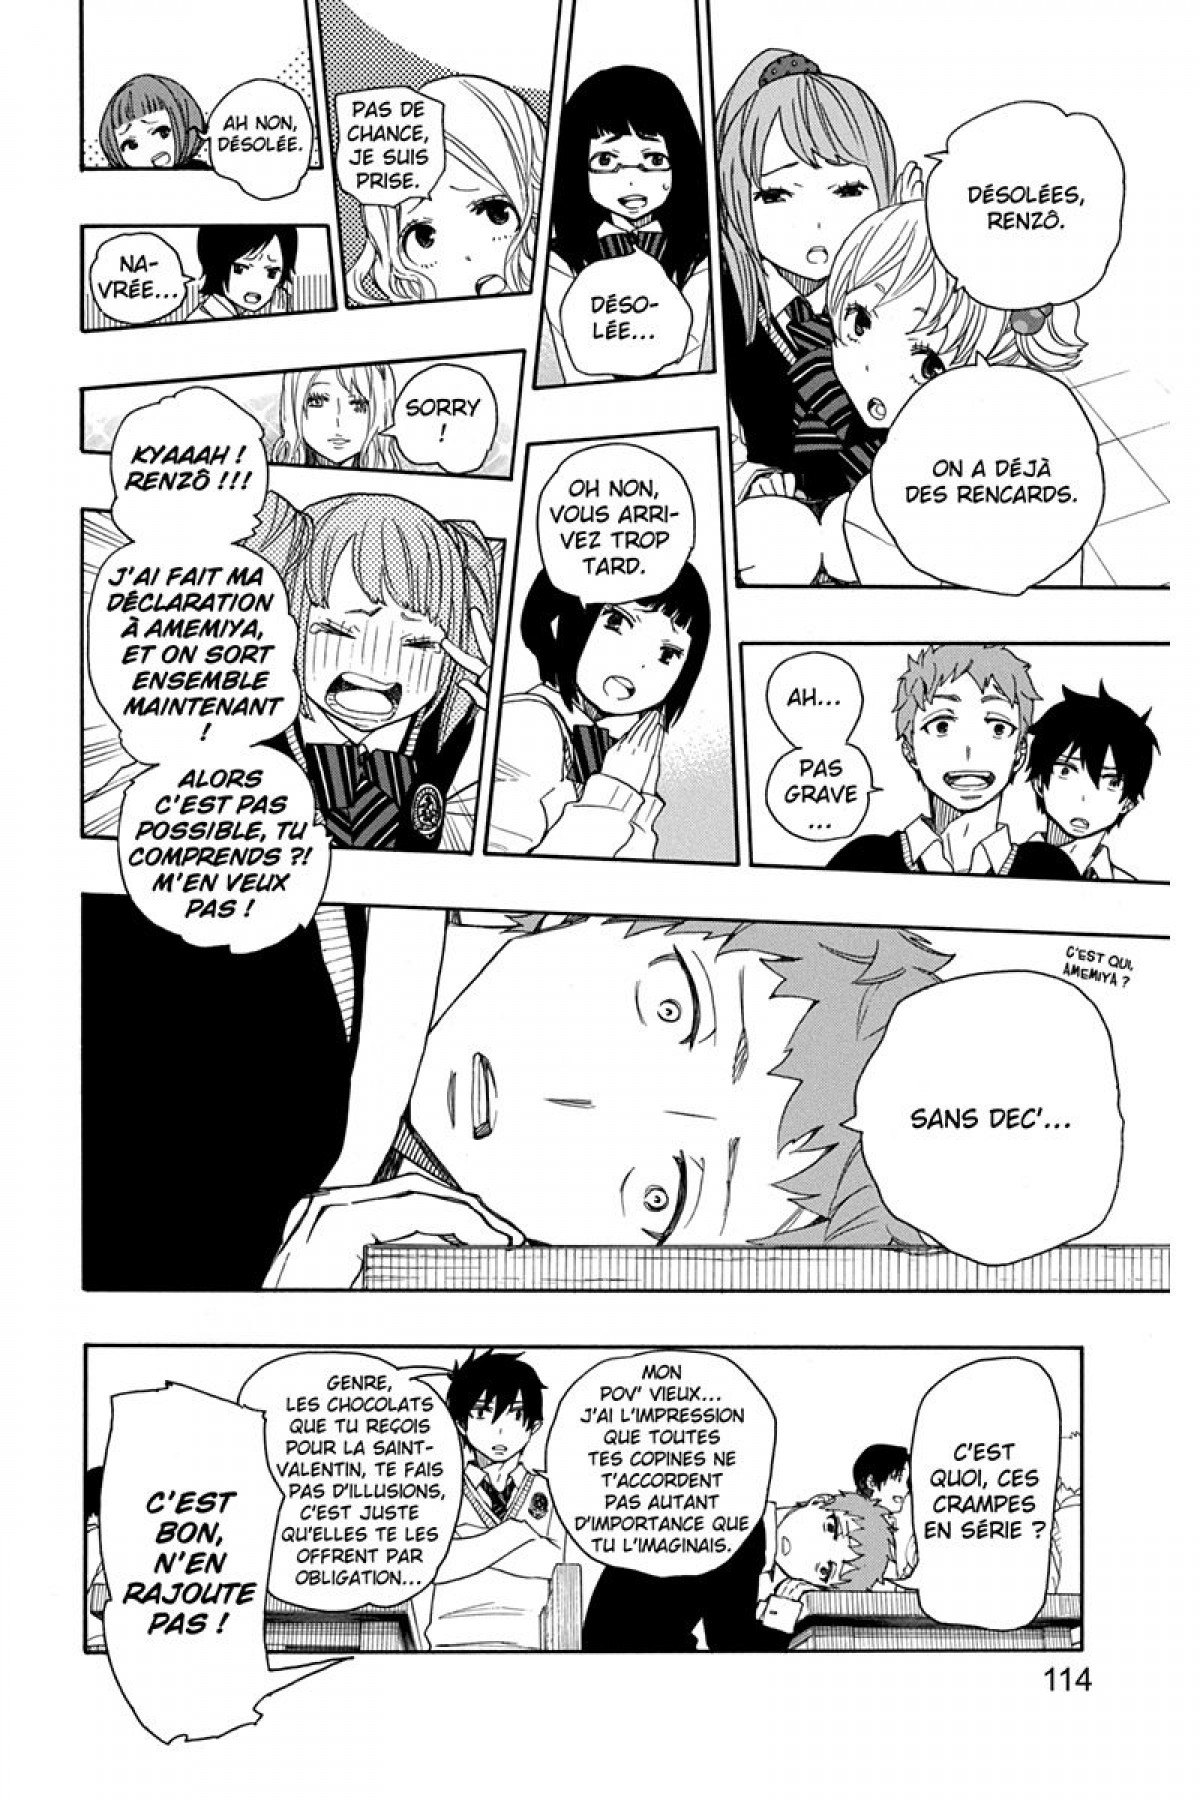 DÉSOLÉES,
RENZÔ.
ON A DÉJÀ
DES RENCARDS.
DÉSO-
LÉE...
PAS DE
CHANCE,
JE SUIS
PRISE.
AH NON,
DÉSOLÉE.
NA-
VRÉE...
AH...
PAS
GRAVE
...
OH NON,
VOUS ARRI-
VEZ TROP
TARD.
SORRY
!
KYAAAH !
RENZÔ !!!
J'AI FAIT MA
DÉCLARATION
À AMEMIYA,
ET ON SORT
ENSEMBLE
MAINTENANT
!
ALORS
C'EST PAS
POSSIBLE, TU
COMPRENDS ?!
M'EN VEUX
PAS !
C'EST QUI,
AMEMIYA ?
SANS DEC'...
C'EST
QUOI, CES
CRAMPES
EN SÉRIE ?
MON
POV' VIEUX...
J'AI L'IMPRESSION
QUE TOUTES
TES COPINES NE
T'ACCORDENT
PAS AUTANT
D'IMPORTANCE QUE
TU L'IMAGINAIS.
GENRE,
LES CHOCOLATS
QUE TU REÇOIS
POUR LA SAINT-
VALENTIN, TE FAIS
PAS D'ILLUSIONS,
C'EST JUSTE
QU'ELLES TE LES
OFFRENT PAR
OBLIGATION...
C'EST
BON,
N'EN
RAJOUTE
PAS !
114